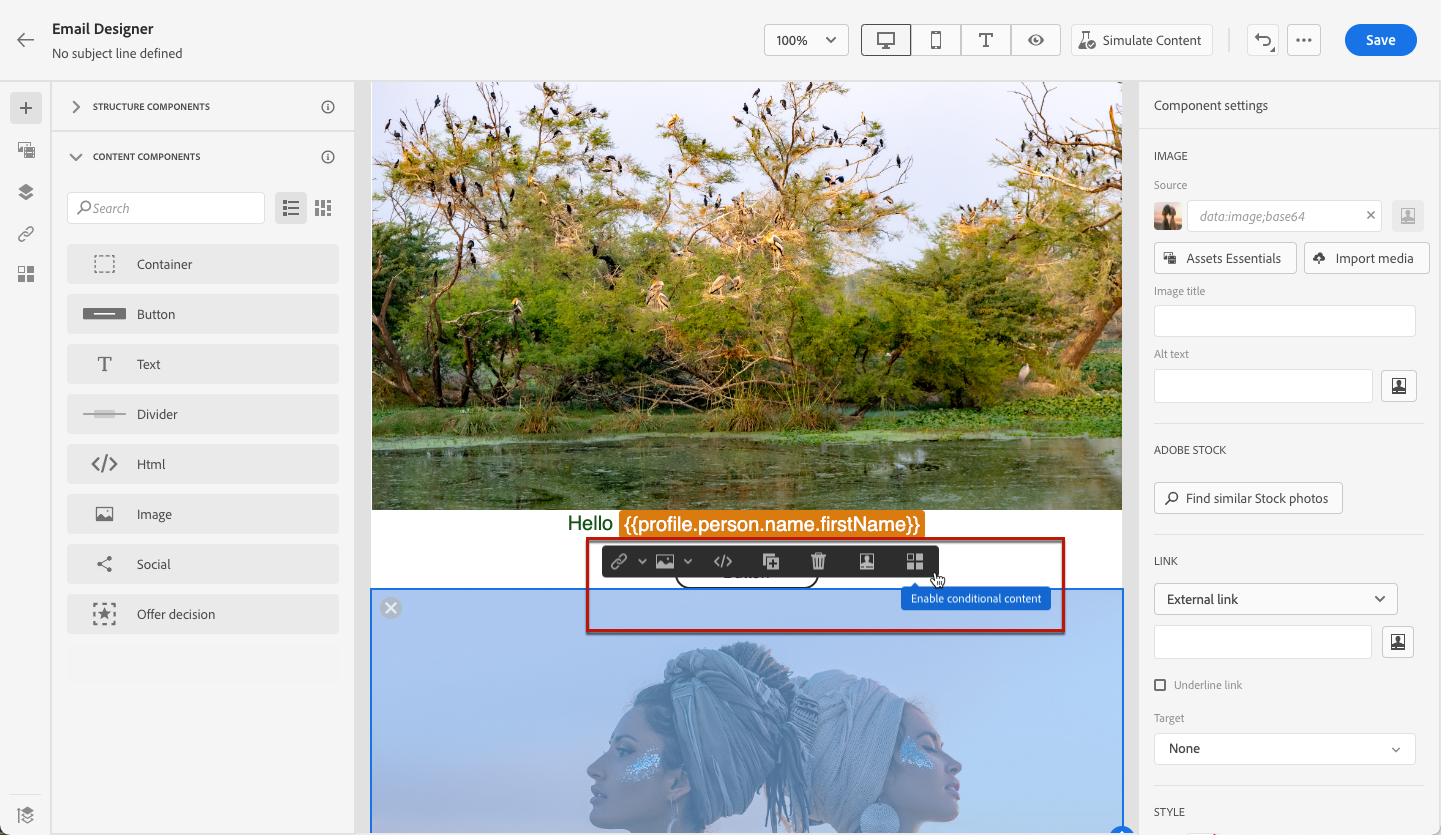 Email Designer
No subject line defined
100%
T
Simulate Content
Save
STRUCTURE COMPONENTS
CONTENT COMPONENTS
Search
Container
Button
Text
Divider
Html
Image
Social
Offer decision
Hello {{profile.person.name.firstName}}
Button
Enable conditional content
Component settings
IMAGE
Source
data:image;base64
Assets Essentials
Import media
Image title
Alt text
ADOBE STOCK
Find similar Stock photos
LINK
External link
Underline link
Target
None
STYLE